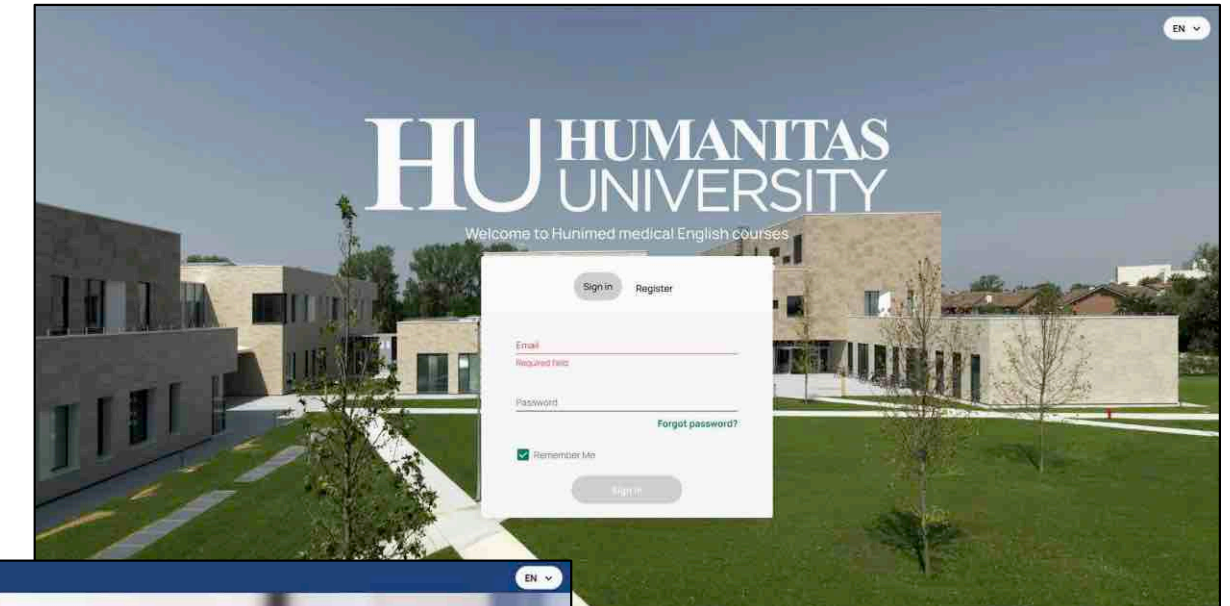 EN
HU HUMANITAS
UNIVERSITY
Welcome to Hunimed medical English courses
Sign in Register
Email
Required field
Password
Forgot password?
Remember Me
Sign in
EN